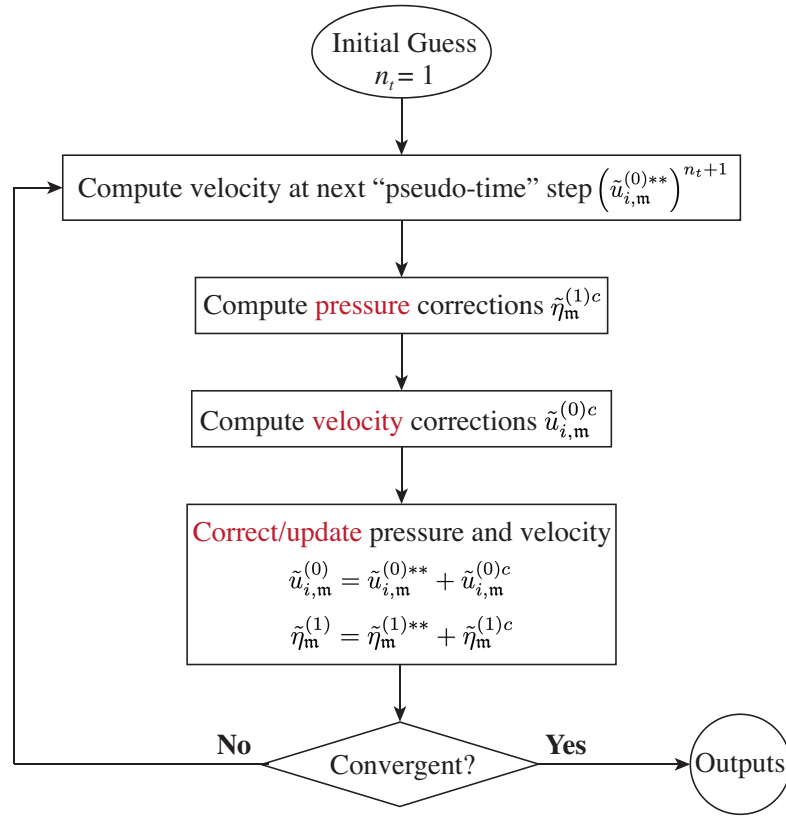 Initial Guess
n_t = 1
Compute velocity at next “pseudo-time” step (ũ_{i,𝔪}^{(0)**})^{n_t+1}
Compute pressure corrections η̃_𝔪^{(1)c}
Compute velocity corrections ũ_{i,𝔪}^{(0)c}
Correct/update pressure and velocity
ũ_{i,𝔪}^{(0)} = ũ_{i,𝔪}^{(0)**} + ũ_{i,𝔪}^{(0)c}
η̃_𝔪^{(1)} = η̃_𝔪^{(1)**} + η̃_𝔪^{(1)c}
No
Convergent?
Yes
Outputs